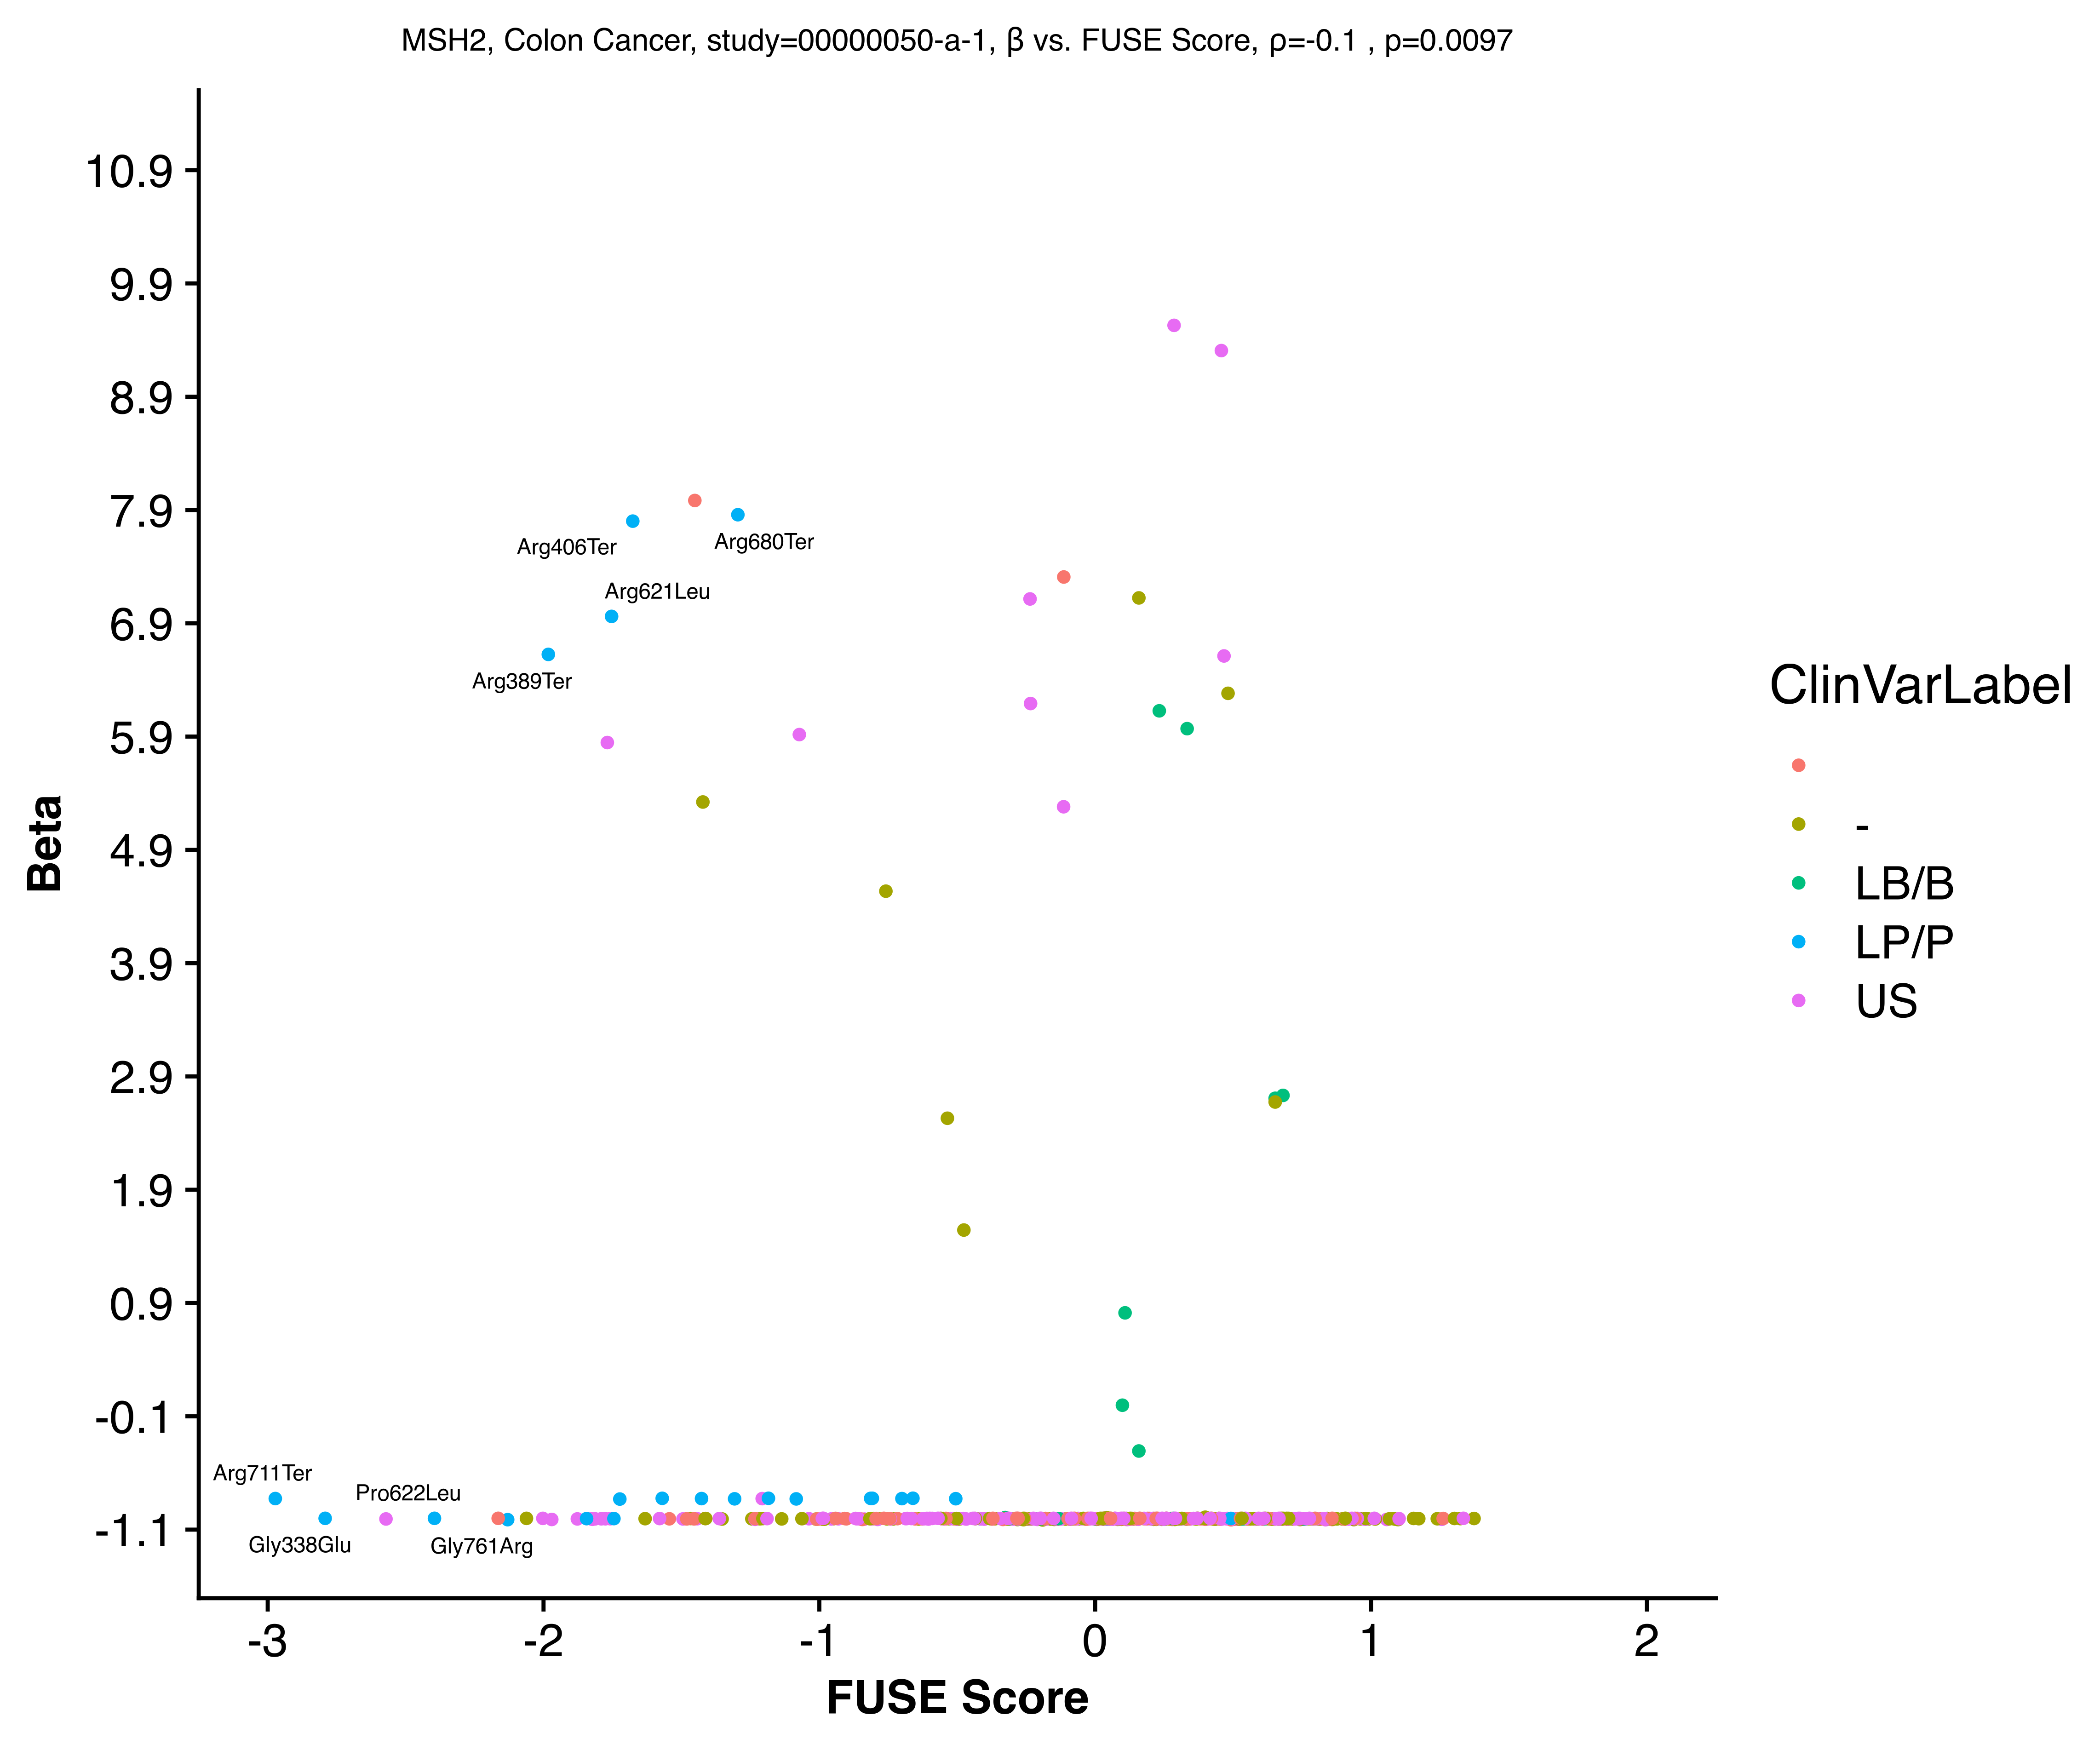 MSH2, Colon Cancer, study=00000050-a-1, β vs. FUSE Score, ρ=-0.1 , p=0.0097
10.9
9.9
8.9
7.9
6.9
5.9
4.9
3.9
2.9
1.9
0.9
-0.1
-1.1
Beta
Arg406Ter
Arg680Ter
Arg621Leu
Arg389Ter
Arg711Ter
Pro622Leu
Gly338Glu
Gly761Arg
-3
-2
-1
0
1
2
FUSE Score
ClinVarLabel
-
LB/B
LP/P
US